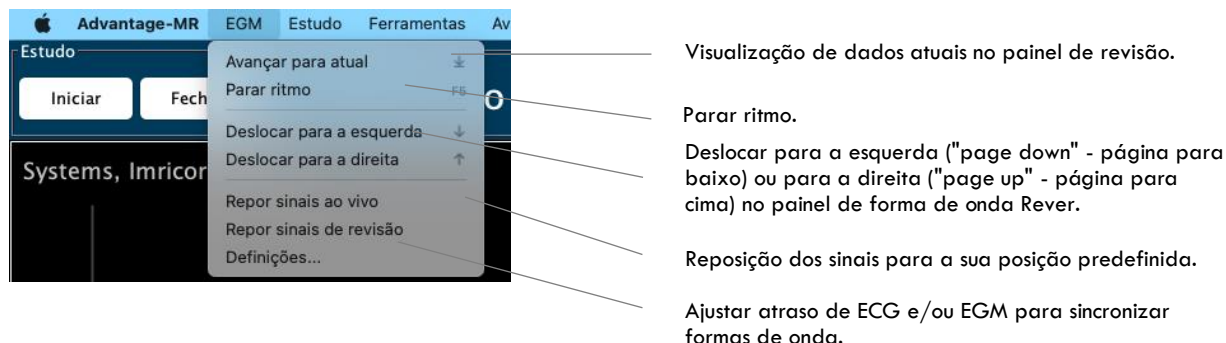 Advantage-MR EGM Estudo Ferramentas Av
Estudo
Iniciar
Fech
o
Systems, Imricor
Avançar para atual
Parar ritmo F5
Deslocar para a esquerda ↓
Deslocar para a direita ↑
Repor sinais ao vivo
Repor sinais de revisão
Definições...
Visualização de dados atuais no painel de revisão.
Parar ritmo.
Deslocar para a esquerda ("page down" - página para
baixo) ou para a direita ("page up" - página para
cima) no painel de forma de onda Rever.
Reposição dos sinais para a sua posição predefinida.
Ajustar atraso de ECG e/ou EGM para sincronizar
formas de onda.